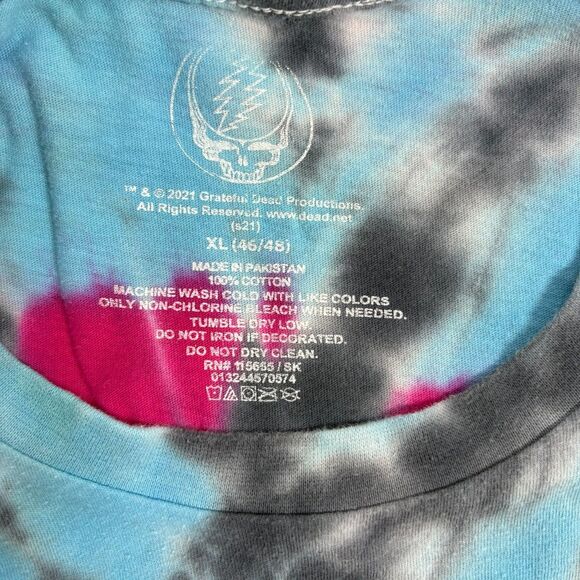 ™ & © 2021 Grateful Dead Productions.
All Rights Reserved. www.dead.net
(s21)
XL (46/48)
MADE IN PAKISTAN
100% COTTON
MACHINE WASH COLD WITH LIKE COLORS
ONLY NON-CHLORINE BLEACH WHEN NEEDED.
TUMBLE DRY LOW.
DO NOT IRON IF DECORATED.
DO NOT DRY CLEAN.
RN# 115655 / SK
013244570574